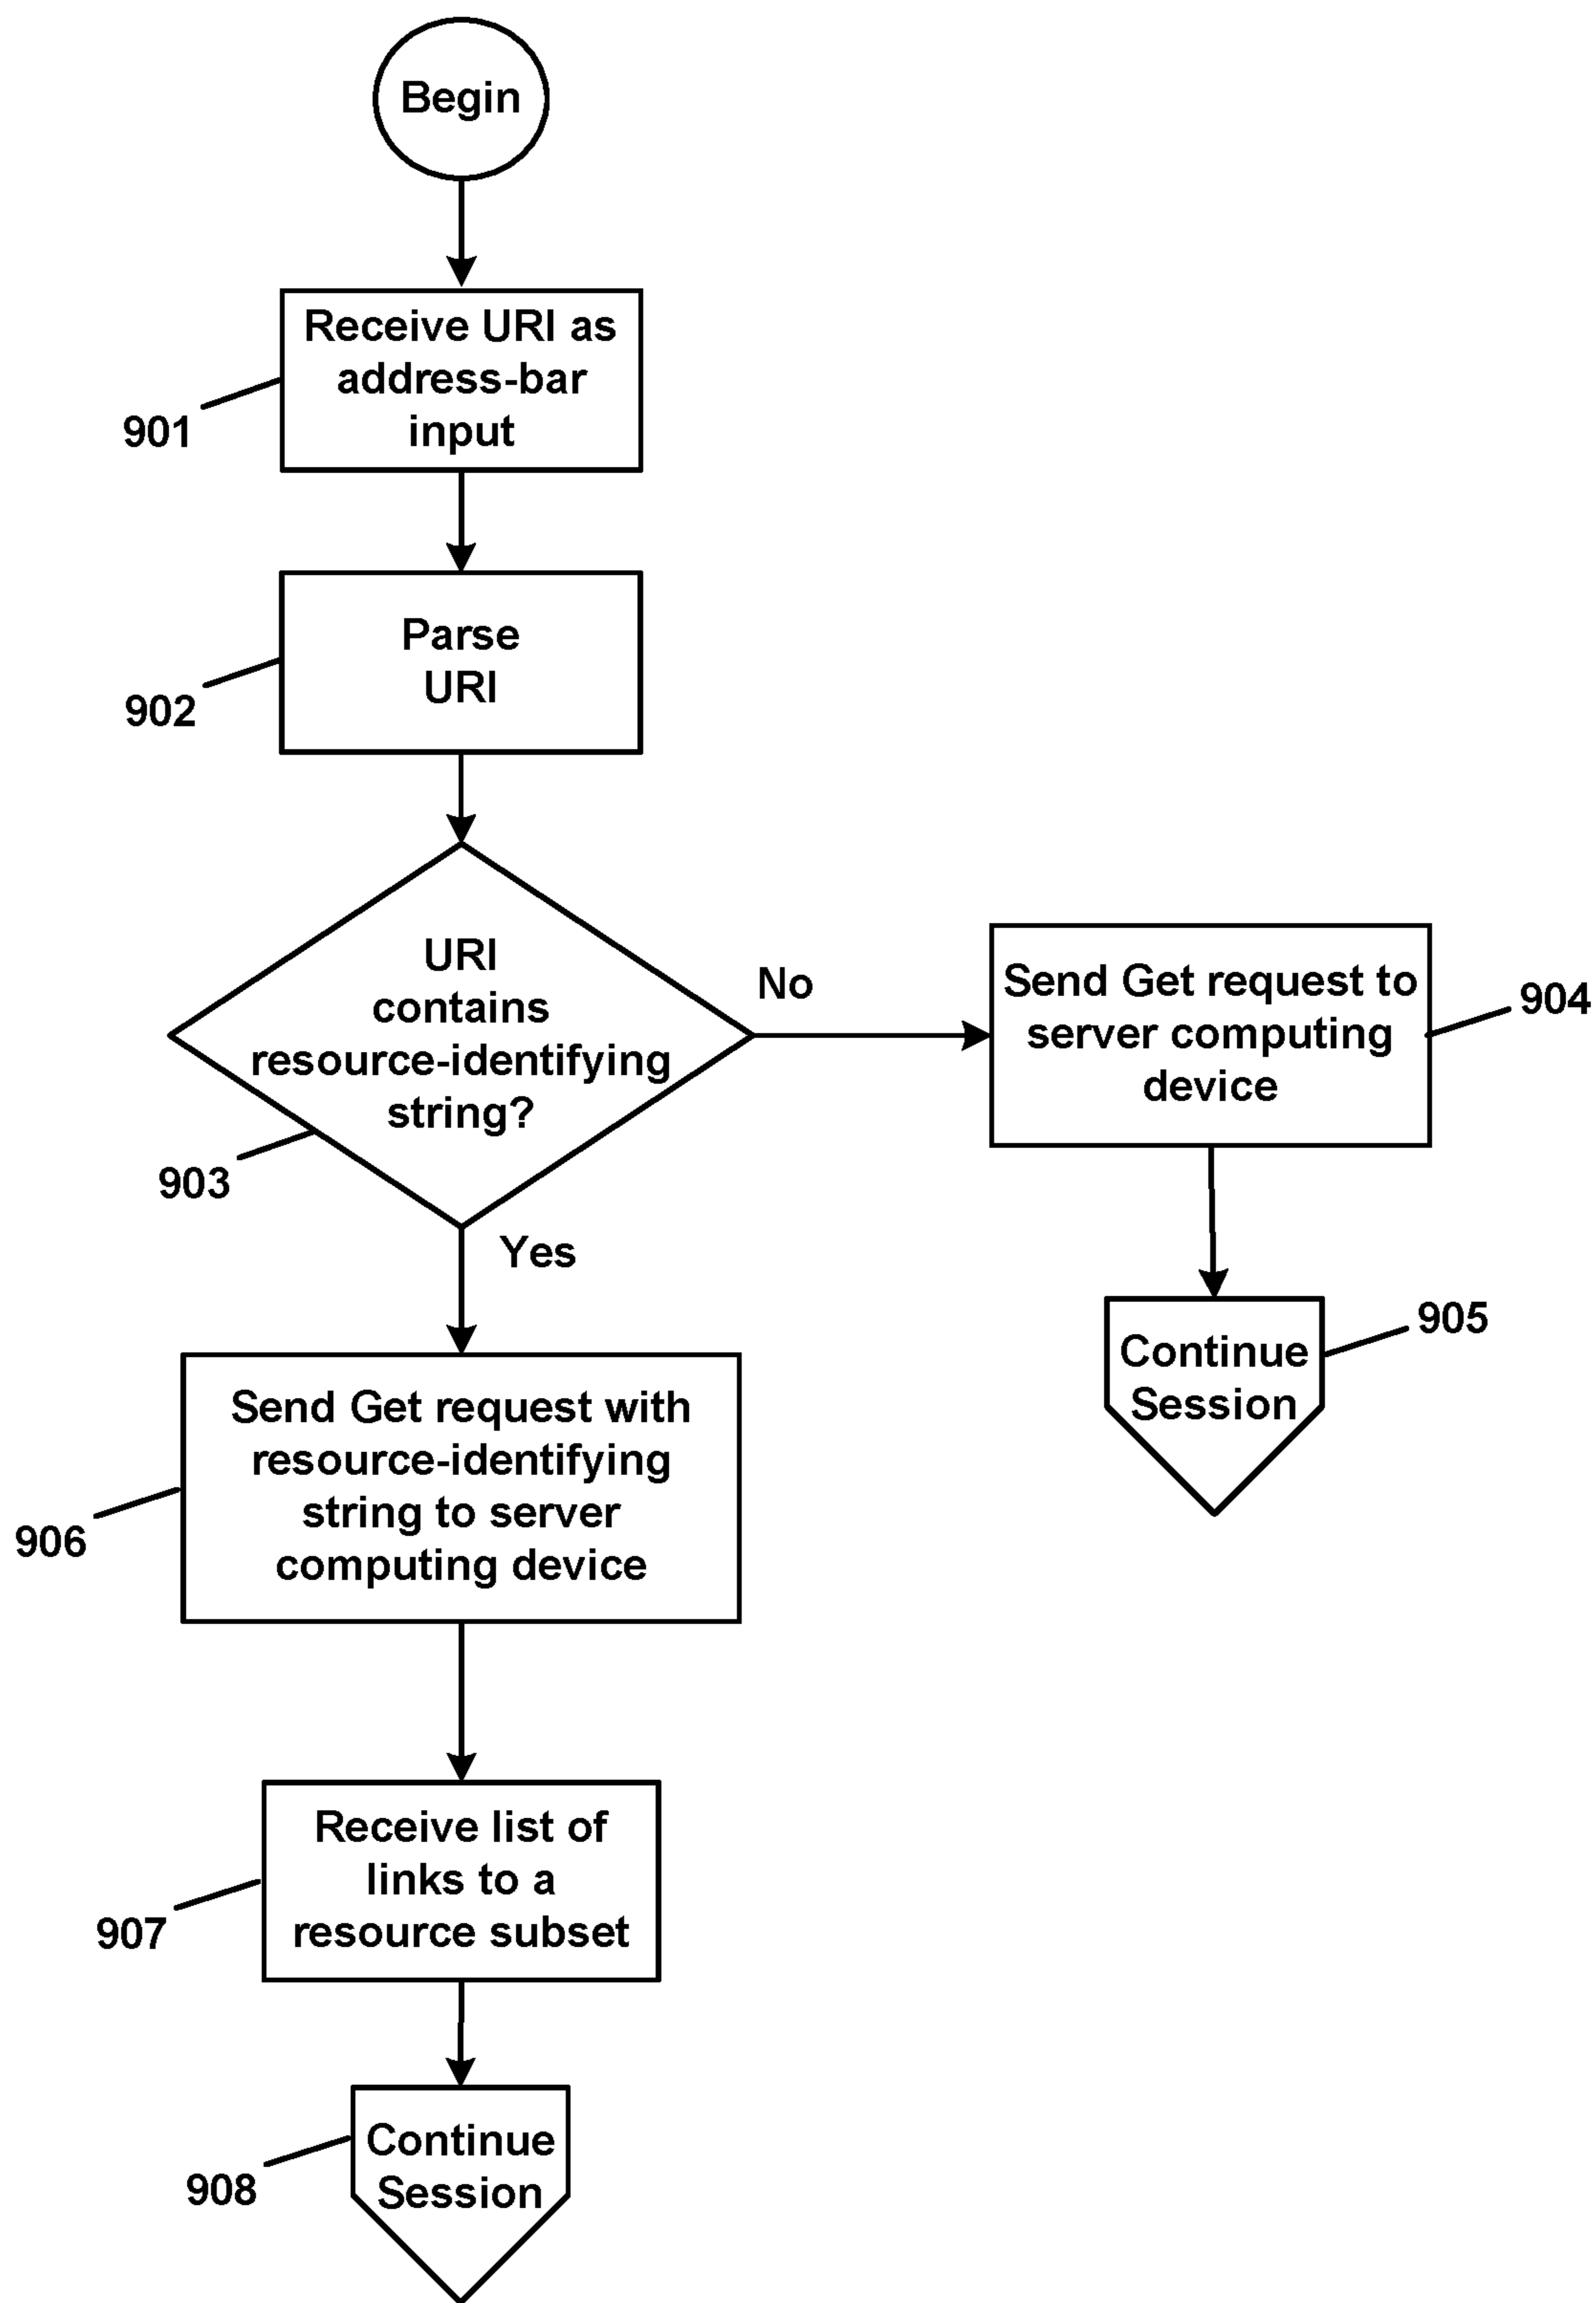 Begin
Receive URI as
address-bar
input
901
Parse
URI
902
URI
contains
resource-identifying
string?
903
No
Send Get request to
server computing
device
904
Continue
Session
905
Yes
Send Get request with
resource-identifying
string to server
computing device
906
Receive list of
links to a
resource subset
907
Continue
Session
908